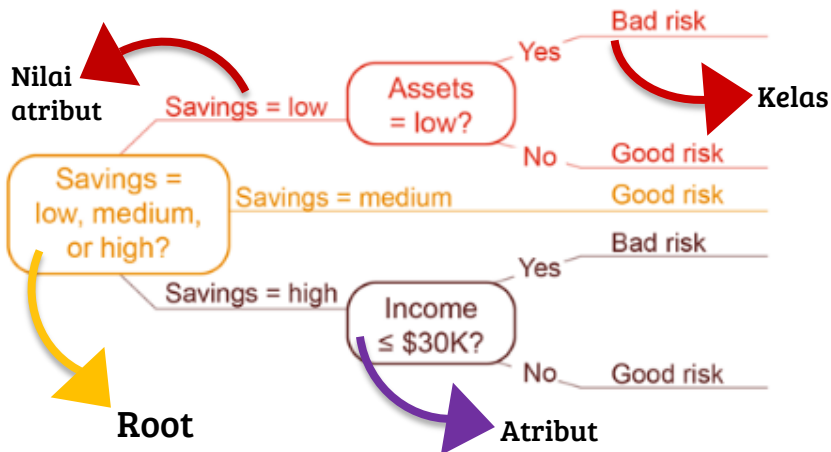 Bad risk
Yes
Nilai
atribut
Savings = low
Assets
= low?
Kelas
No
Good risk
Savings =
low, medium,
or high?
Savings = medium
Good risk
Bad risk
Yes
Savings = high
Income
≤ $30K?
No
Good risk
Root
Atribut